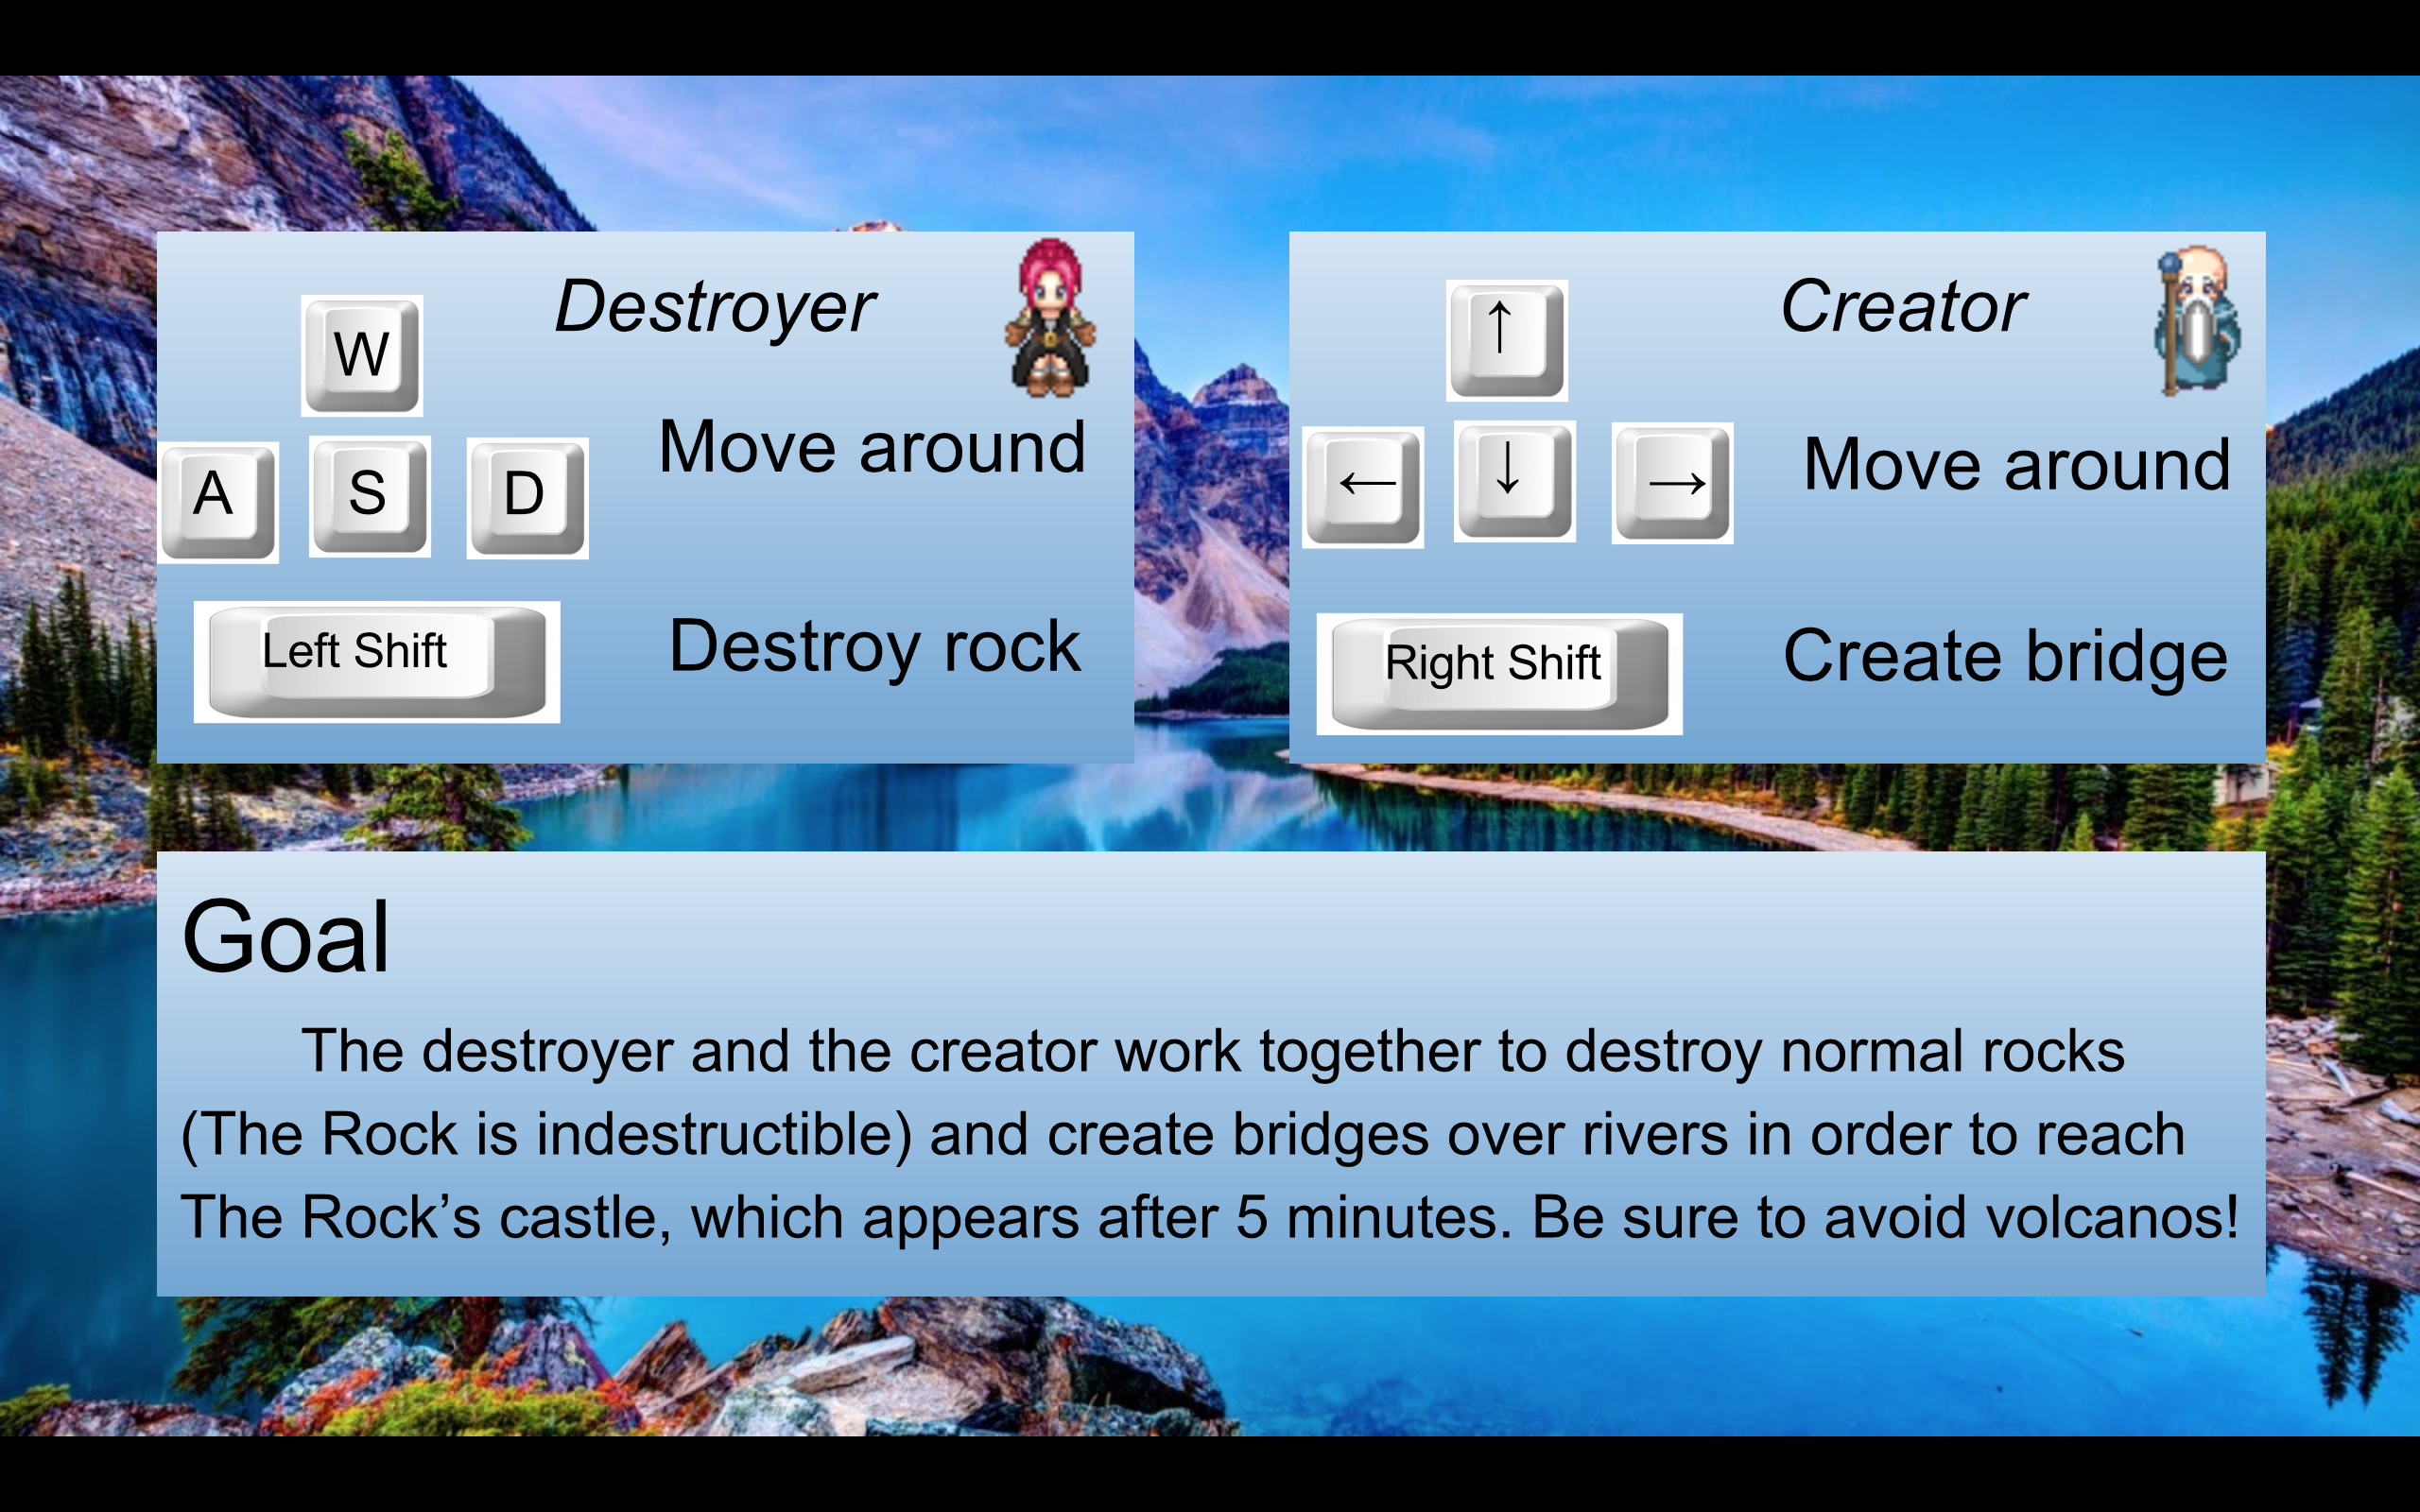 Destroyer
W
A S D
Move around
Left Shift
Destroy rock
Creator
↑
← ↓ →
Move around
Right Shift
Create bridge
Goal
The destroyer and the creator work together to destroy normal rocks
(The Rock is indestructible) and create bridges over rivers in order to reach
The Rock’s castle, which appears after 5 minutes. Be sure to avoid volcanos!